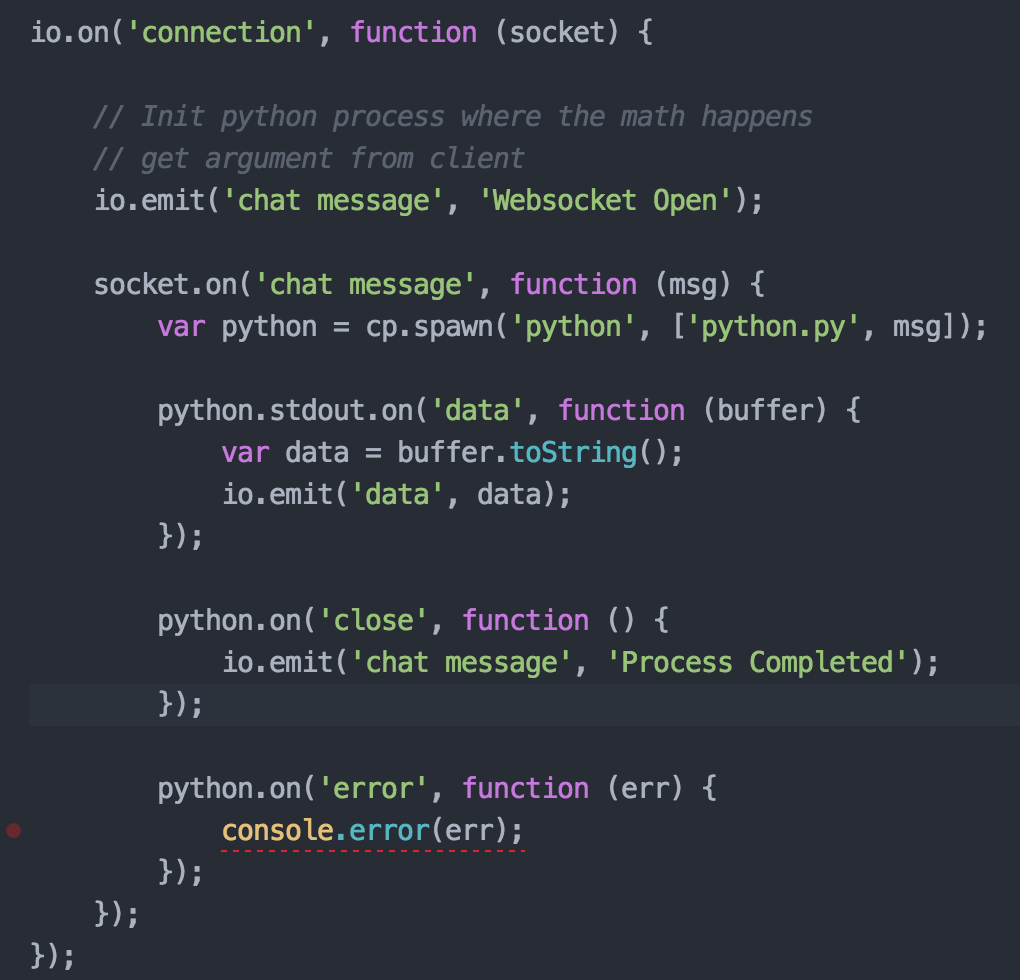 io.on('connection', function (socket) {
    // Init python process where the math happens
    // get argument from client
    io.emit('chat message', 'Websocket Open');
    socket.on('chat message', function (msg) {
        var python = cp.spawn('python', ['python.py', msg]);
        python.stdout.on('data', function (buffer) {
            var data = buffer.toString();
            io.emit('data', data);
        });
        python.on('close', function () {
            io.emit('chat message', 'Process Completed');
        });
        python.on('error', function (err) {
            console.error(err);
        });
    });
});